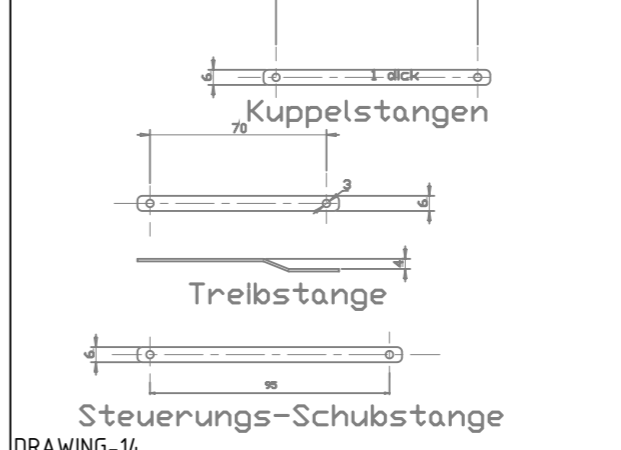 6
1 dick
Kuppelstangen
70
3
6
4
Treibstange
6
95
Steuerungs-Schubstange
DRAWING-14